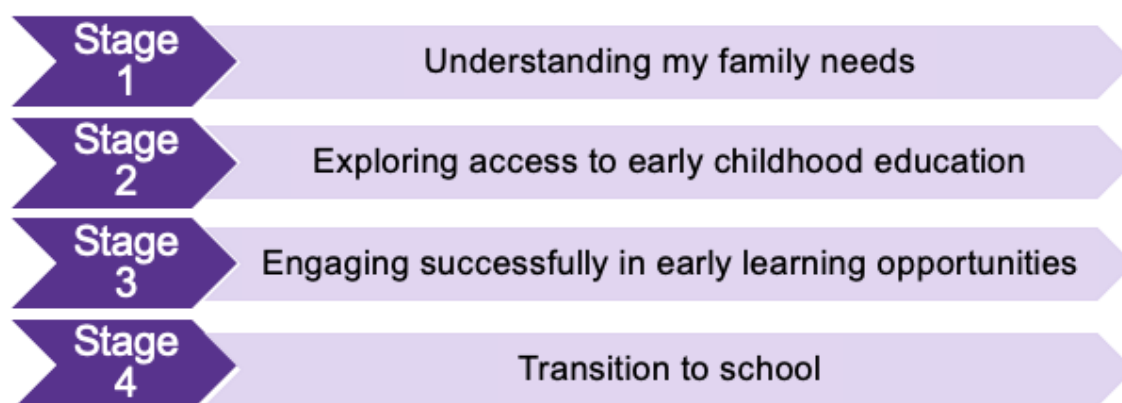 Stage
1
Understanding my family needs
Stage
2
Exploring access to early childhood education
Stage
3
Engaging successfully in early learning opportunities
Stage
4
Transition to school